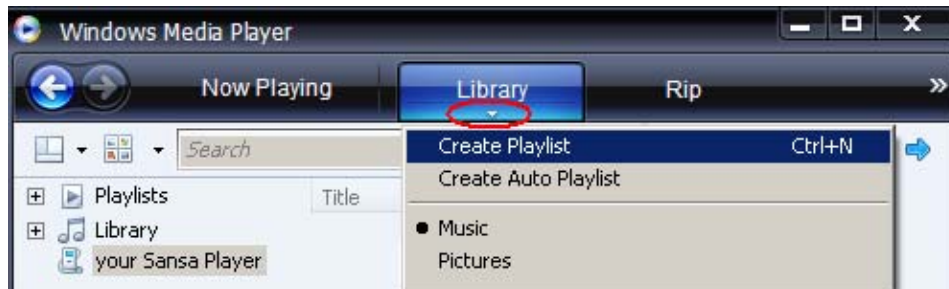 Windows Media Player
Now Playing Library Rip »
Search
Create Playlist Ctrl+N
Create Auto Playlist
Playlists Title
Library Music
your Sansa Player Pictures